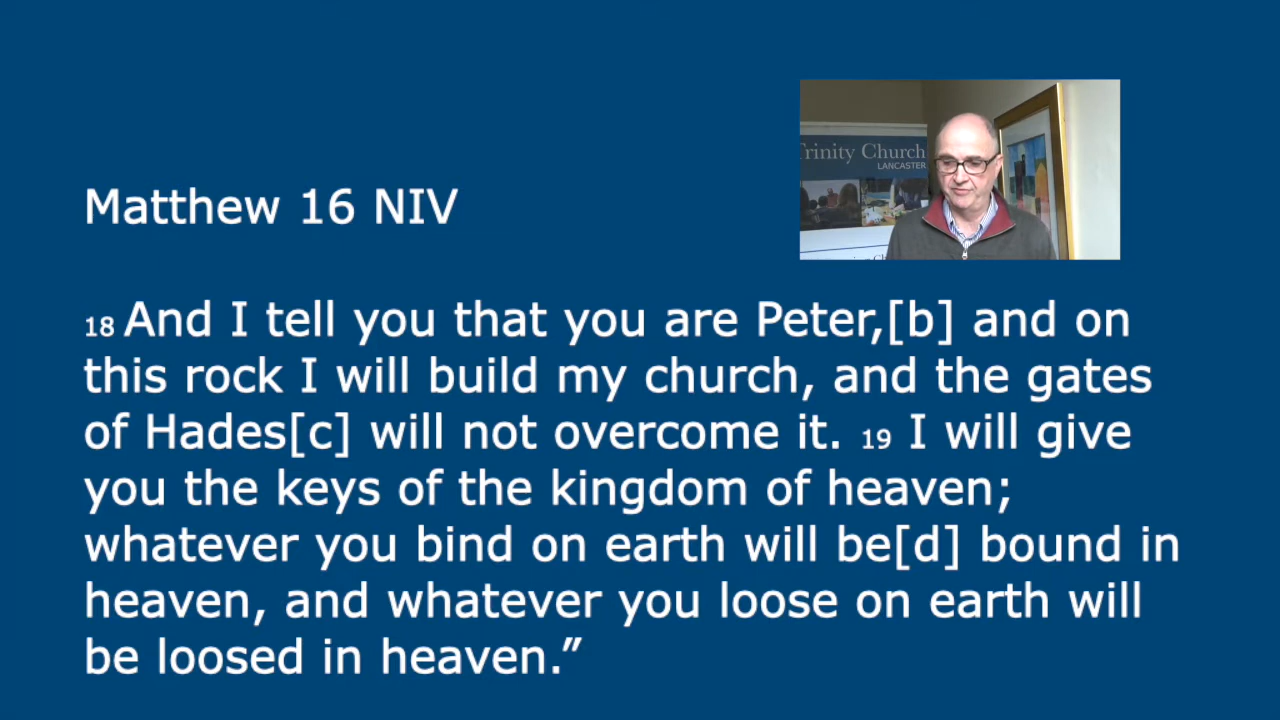 Trinity Church
LANCASTER
Matthew 16 NIV
18 And I tell you that you are Peter,[b] and on
this rock I will build my church, and the gates
of Hades[c] will not overcome it. 19 I will give
you the keys of the kingdom of heaven;
whatever you bind on earth will be[d] bound in
heaven, and whatever you loose on earth will
be loosed in heaven.”